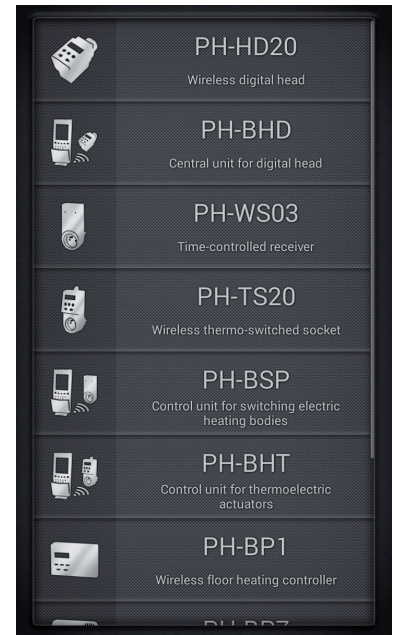 PH-HD20
Wireless digital head
PH-BHD
Central unit for digital head
PH-WS03
Time-controlled receiver
PH-TS20
Wireless thermo-switched socket
PH-BSP
Control unit for switching electric
heating bodies
PH-BHT
Control unit for thermoelectric
actuators
PH-BP1
Wireless floor heating controller